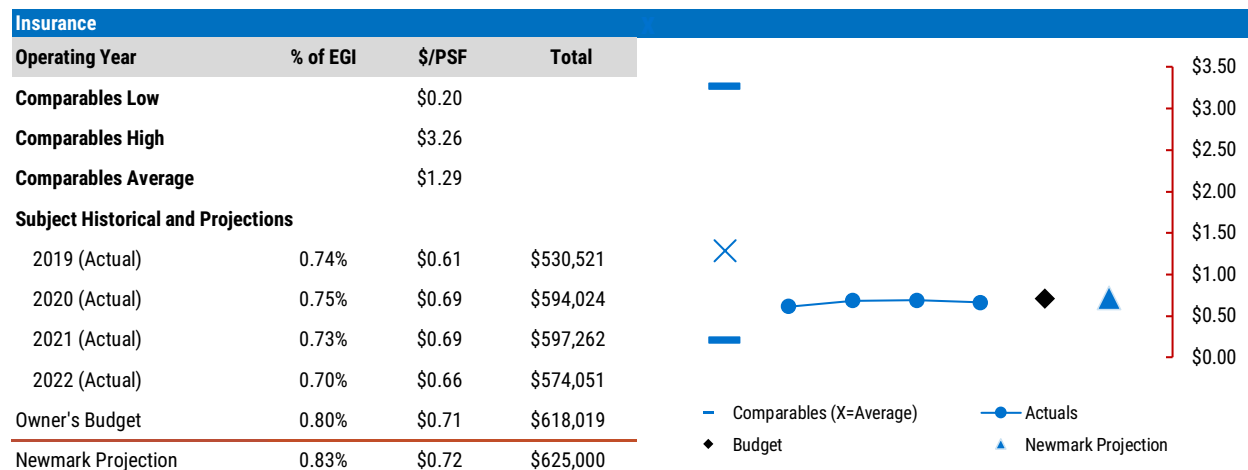 Insurance
Operating Year % of EGI $/PSF Total
Comparables Low $0.20
Comparables High $3.26
Comparables Average $1.29
Subject Historical and Projections
2019 (Actual) 0.74% $0.61 $530,521
2020 (Actual) 0.75% $0.69 $594,024
2021 (Actual) 0.73% $0.69 $597,262
2022 (Actual) 0.70% $0.66 $574,051
Owner's Budget 0.80% $0.71 $618,019
Newmark Projection 0.83% $0.72 $625,000
$3.50
$3.00
$2.50
$2.00
$1.50
$1.00
$0.50
$0.00
Comparables (X=Average) Actuals
Budget Newmark Projection